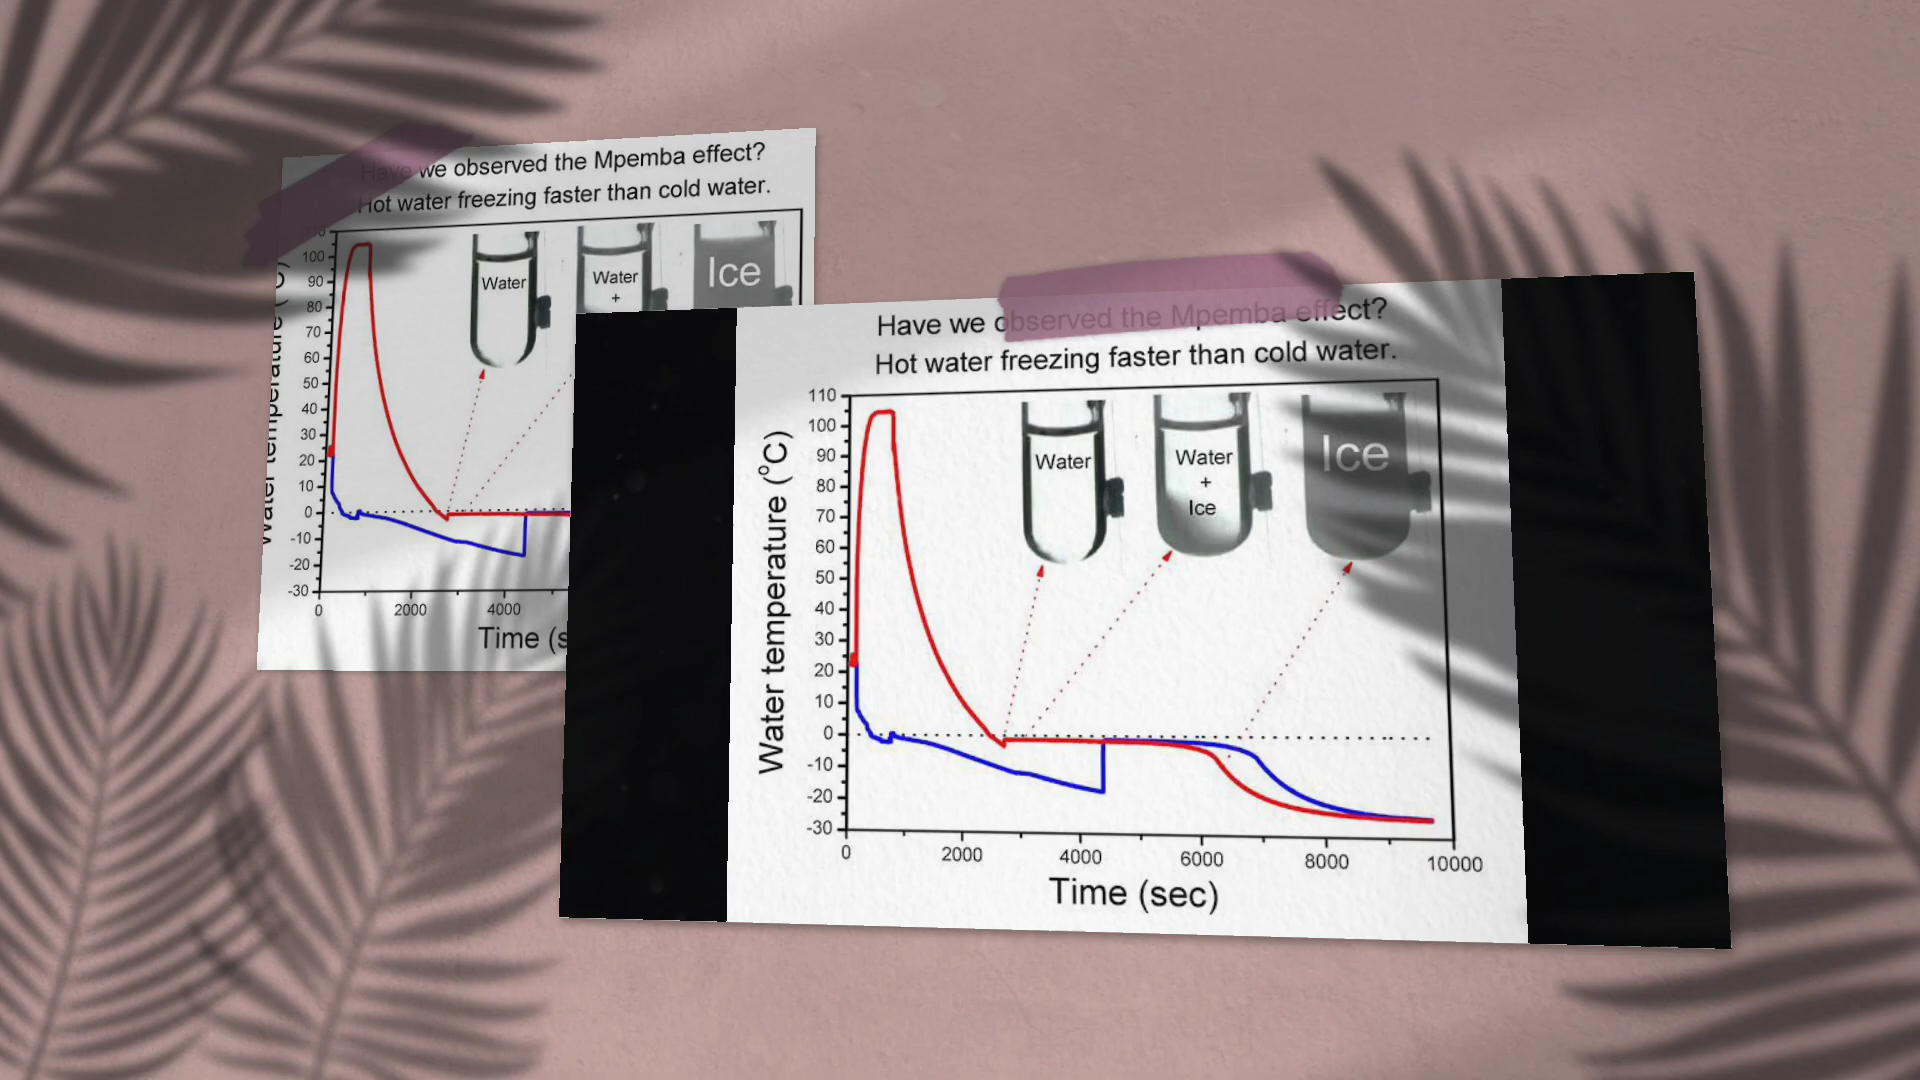 Have we observed the Mpemba effect?
Hot water freezing faster than cold water.
100
90
80
70
60
50
40
30
20
10
0
-10
-20
-30
Water
Water
+
Ice
0
2000
4000
Time (s
Have we observed the Mpemba effect?
Hot water freezing faster than cold water.
Water temperature (°C)
110
100
90
80
70
60
50
40
30
20
10
0
-10
-20
-30
Water
Water
+
Ice
Ice
0
2000
4000
6000
8000
10000
Time (sec)